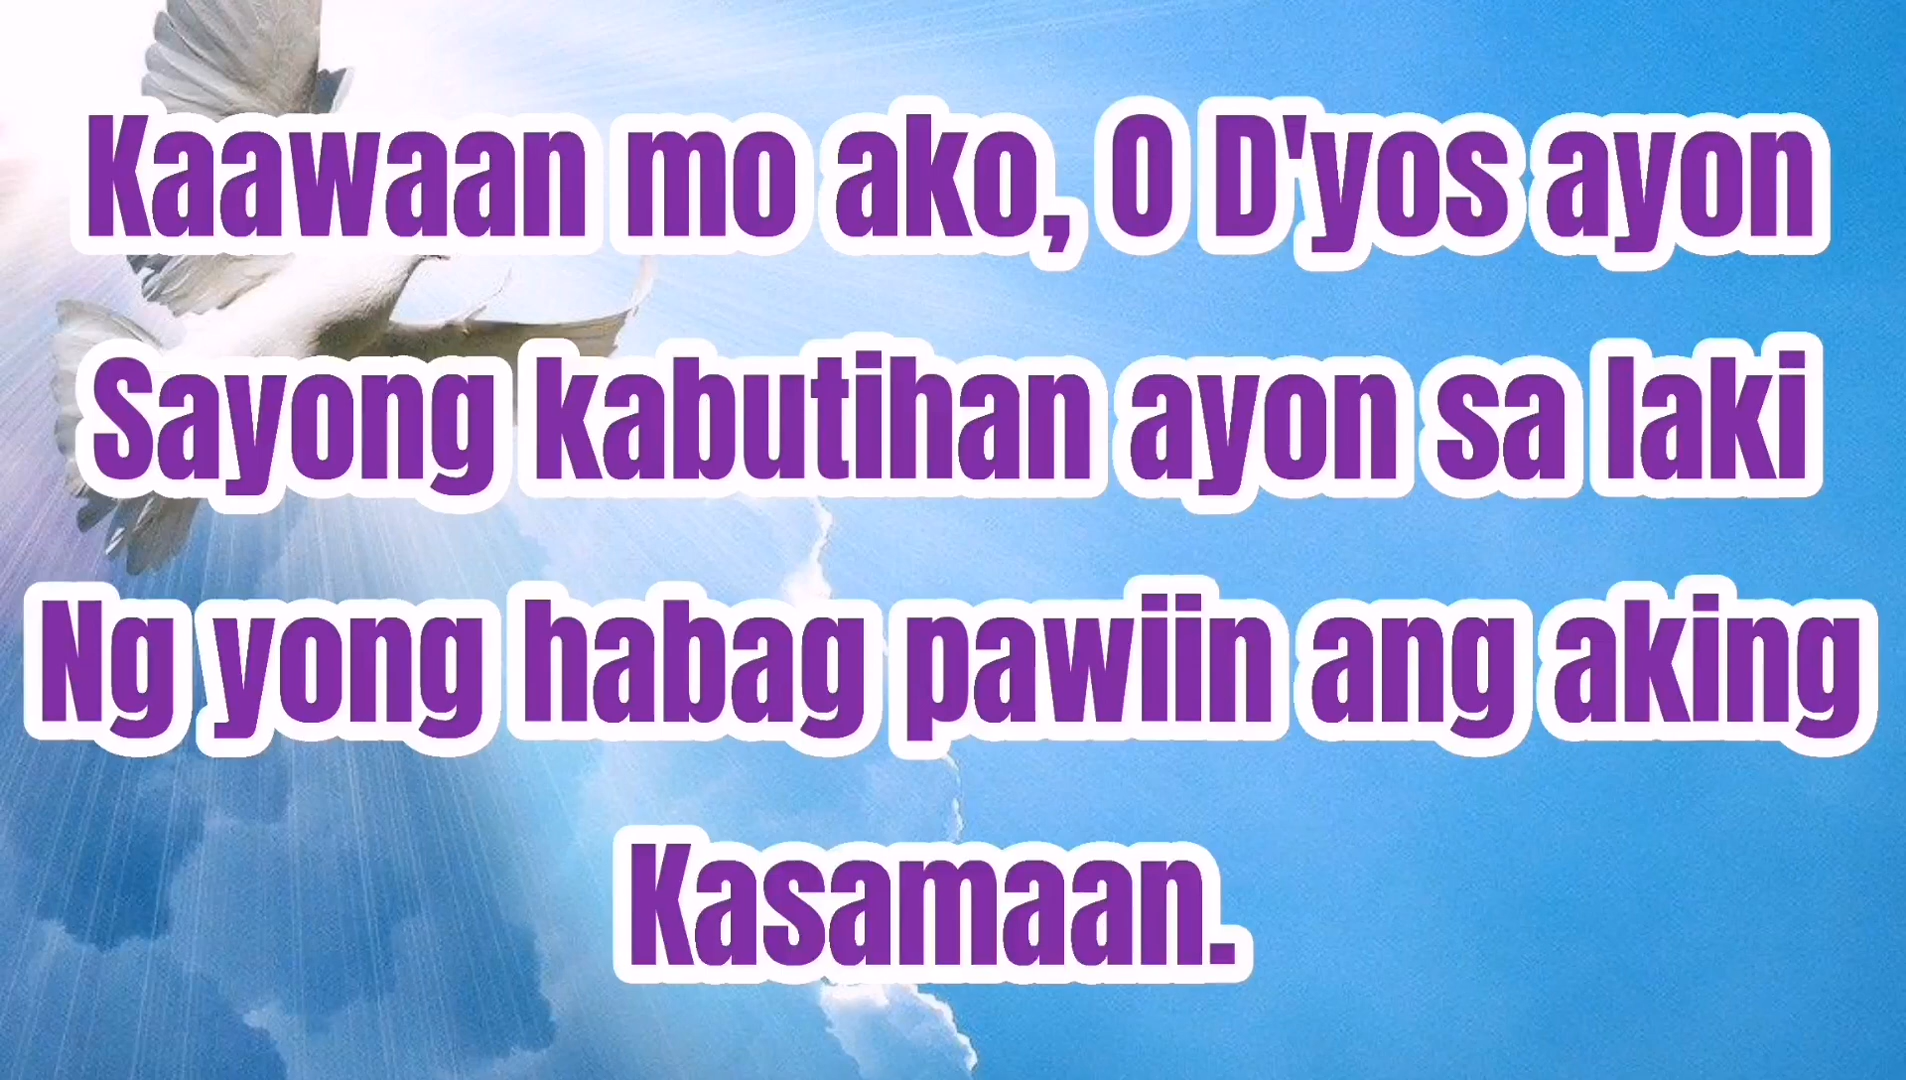 Kaawaan mo ako, O D'yos ayon
Sayong kabutihan ayon sa laki
Ng yong habag pawiin ang aking
Kasamaan.